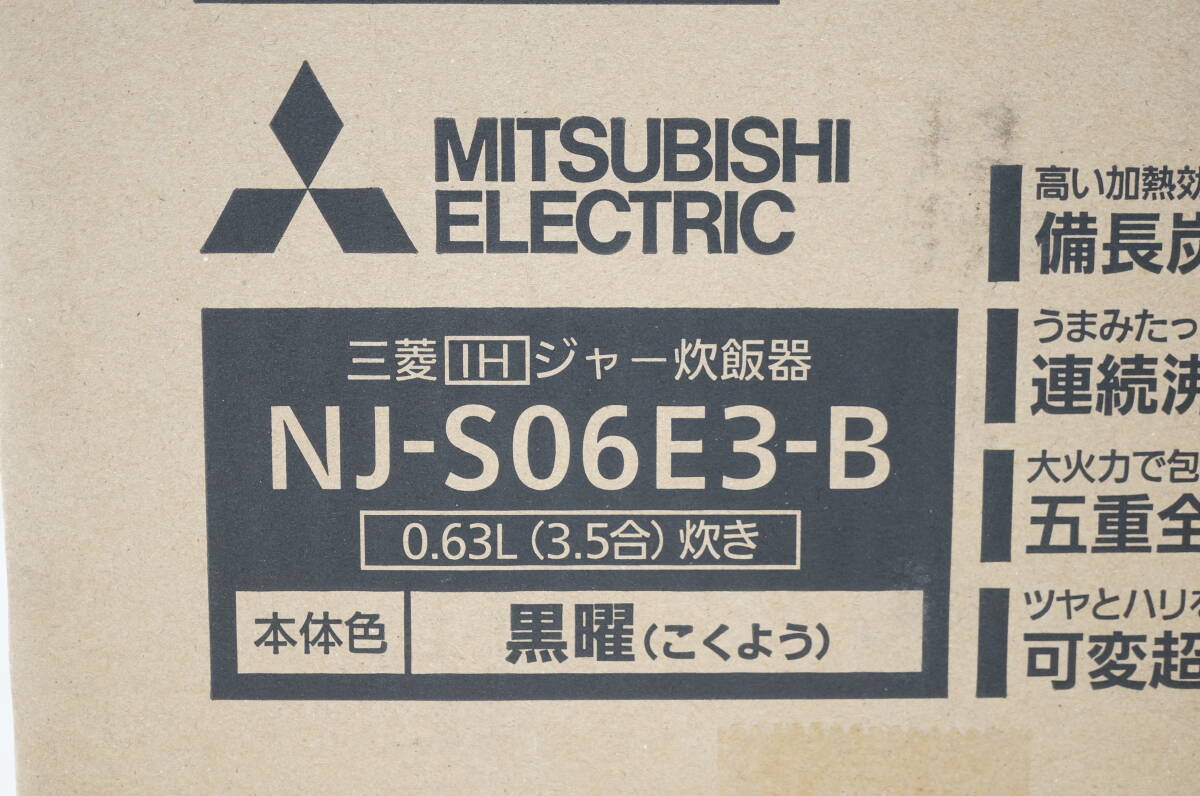 MITSUBISHI
ELECTRIC
三菱 IH ジャー炊飯器
NJ-S06E3-B
0.63L (3.5合) 炊き
本体色 黒曜(こくよう)
高い加熱効
備長炭
うまみたっ
連続沸
大火力で包
五重全
ツヤとハリを
可変超